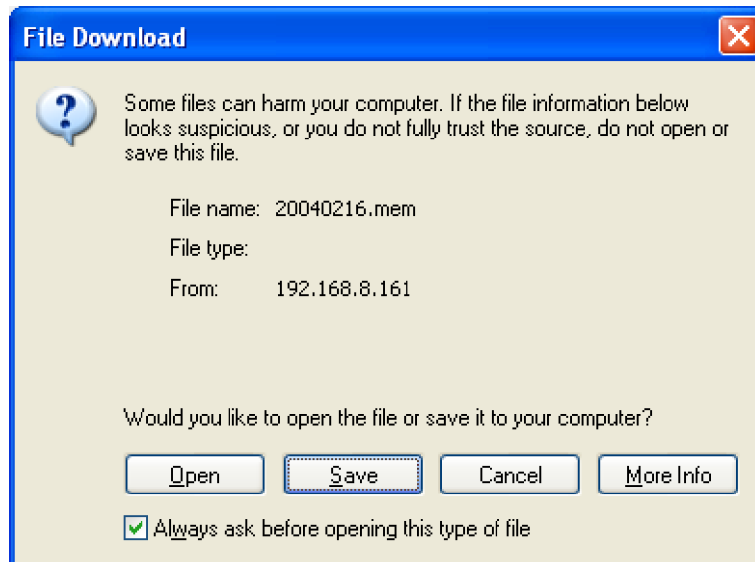 File Download
Some files can harm your computer. If the file information below
looks suspicious, or you do not fully trust the source, do not open or
save this file.
File name: 20040216.mem
File type:
From: 192.168.8.161
Would you like to open the file or save it to your computer?
Open Save Cancel More Info
Always ask before opening this type of file